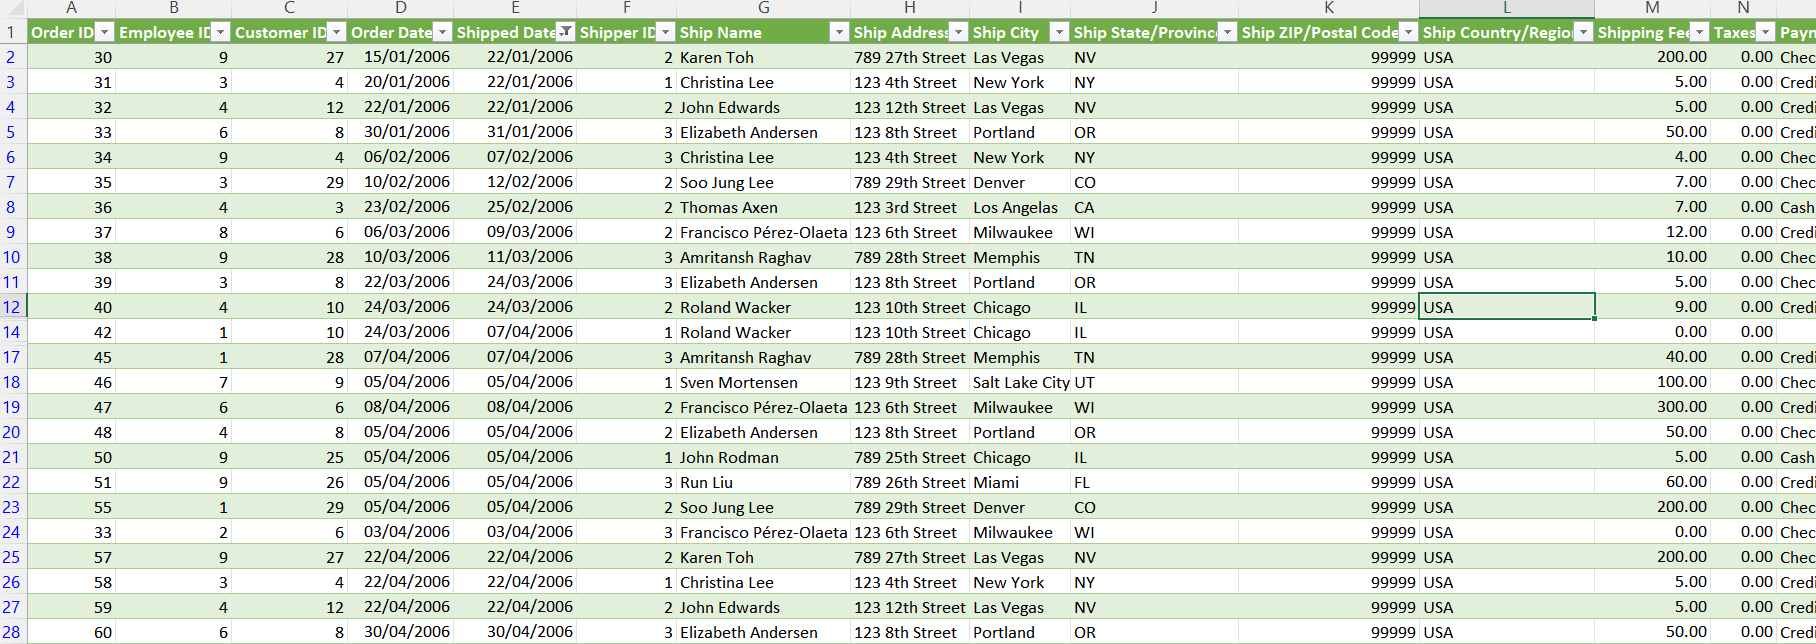 A B C D E F G H I J K L M N
1 Order ID Employee ID Customer ID Order Date Shipped Date Shipper ID Ship Name Ship Address Ship City Ship State/Province Ship ZIP/Postal Code Ship Country/Regio Shipping Fee Taxes Payn
2 30 9 27 15/01/2006 22/01/2006 2 Karen Toh 789 27th Street Las Vegas NV 99999 USA 200.00 0.00 Chec
3 31 3 4 20/01/2006 22/01/2006 1 Christina Lee 123 4th Street New York NY 99999 USA 5.00 0.00 Credi
4 32 4 12 22/01/2006 22/01/2006 2 John Edwards 123 12th Street Las Vegas NV 99999 USA 5.00 0.00 Credi
5 33 6 8 30/01/2006 31/01/2006 3 Elizabeth Andersen 123 8th Street Portland OR 99999 USA 50.00 0.00 Credi
6 34 9 4 06/02/2006 07/02/2006 3 Christina Lee 123 4th Street New York NY 99999 USA 4.00 0.00 Chec
7 35 3 29 10/02/2006 12/02/2006 2 Soo Jung Lee 789 29th Street Denver CO 99999 USA 7.00 0.00 Chec
8 36 4 3 23/02/2006 25/02/2006 2 Thomas Axen 123 3rd Street Los Angelas CA 99999 USA 7.00 0.00 Cash
9 37 8 6 06/03/2006 09/03/2006 2 Francisco Pérez-Olaeta 123 6th Street Milwaukee WI 99999 USA 12.00 0.00 Credi
10 38 9 28 10/03/2006 11/03/2006 3 Amritansh Raghav 789 28th Street Memphis TN 99999 USA 10.00 0.00 Chec
11 39 3 8 22/03/2006 24/03/2006 3 Elizabeth Andersen 123 8th Street Portland OR 99999 USA 5.00 0.00 Chec
12 40 4 10 24/03/2006 24/03/2006 2 Roland Wacker 123 10th Street Chicago IL 99999 USA 9.00 0.00 Credi
14 42 1 10 24/03/2006 07/04/2006 1 Roland Wacker 123 10th Street Chicago IL 99999 USA 0.00 0.00
17 45 1 28 07/04/2006 07/04/2006 3 Amritansh Raghav 789 28th Street Memphis TN 99999 USA 40.00 0.00 Credi
18 46 7 9 05/04/2006 05/04/2006 1 Sven Mortensen 123 9th Street Salt Lake City UT 99999 USA 100.00 0.00 Chec
19 47 6 6 08/04/2006 08/04/2006 2 Francisco Pérez-Olaeta 123 6th Street Milwaukee WI 99999 USA 300.00 0.00 Credi
20 48 4 8 05/04/2006 05/04/2006 2 Elizabeth Andersen 123 8th Street Portland OR 99999 USA 50.00 0.00 Chec
21 50 9 25 05/04/2006 05/04/2006 1 John Rodman 789 25th Street Chicago IL 99999 USA 5.00 0.00 Cash
22 51 9 26 05/04/2006 05/04/2006 3 Run Liu 789 26th Street Miami FL 99999 USA 60.00 0.00 Credi
23 55 1 29 05/04/2006 05/04/2006 2 Soo Jung Lee 789 29th Street Denver CO 99999 USA 200.00 0.00 Chec
24 33 2 6 03/04/2006 03/04/2006 3 Francisco Pérez-Olaeta 123 6th Street Milwaukee WI 99999 USA 0.00 0.00 Chec
25 57 9 27 22/04/2006 22/04/2006 2 Karen Toh 789 27th Street Las Vegas NV 99999 USA 200.00 0.00 Chec
26 58 3 4 22/04/2006 22/04/2006 1 Christina Lee 123 4th Street New York NY 99999 USA 5.00 0.00 Credi
27 59 4 12 22/04/2006 22/04/2006 2 John Edwards 123 12th Street Las Vegas NV 99999 USA 5.00 0.00 Credi
28 60 6 8 30/04/2006 30/04/2006 3 Elizabeth Andersen 123 8th Street Portland OR 99999 USA 50.00 0.00 Credi